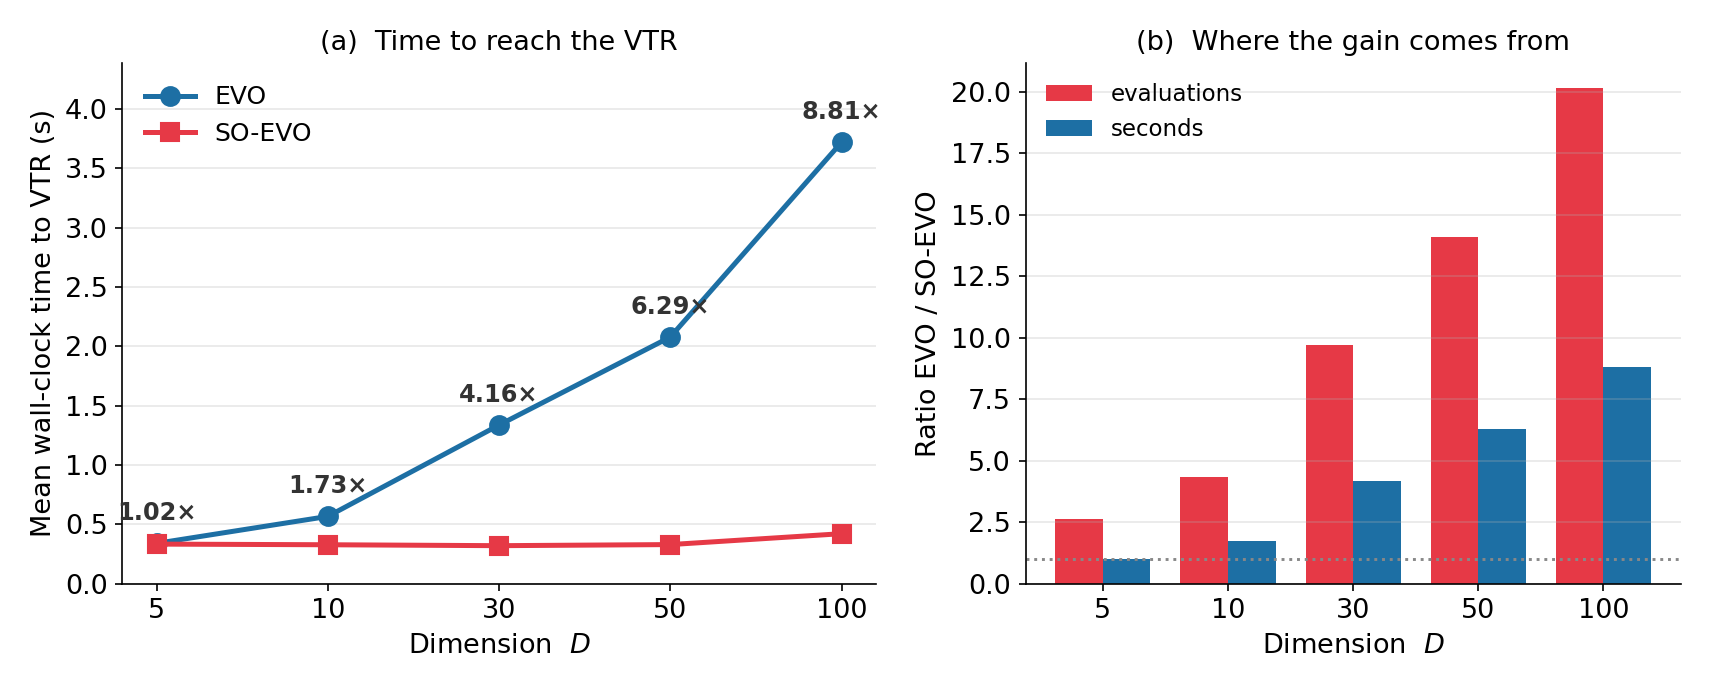 (a)  Time to reach the VTR
EVO
SO-EVO
Mean wall-clock time to VTR (s)
4.0
3.5
3.0
2.5
2.0
1.5
1.0
0.5
0.0
1.02×
1.73×
4.16×
6.29×
8.81×
5 10 30 50 100
Dimension D
(b)  Where the gain comes from
evaluations
seconds
Ratio EVO / SO-EVO
20.0
17.5
15.0
12.5
10.0
7.5
5.0
2.5
0.0
5 10 30 50 100
Dimension D